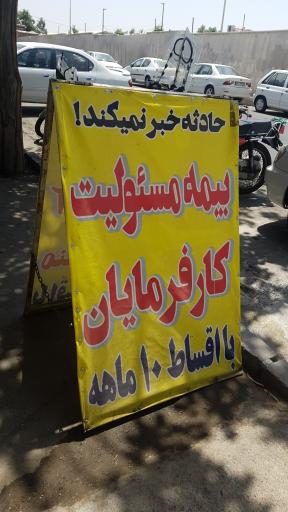 حادثه خبر نمیکند!
بیمه مسئولیت
کارفرمایان
با اقساط ۱۰ ماهه